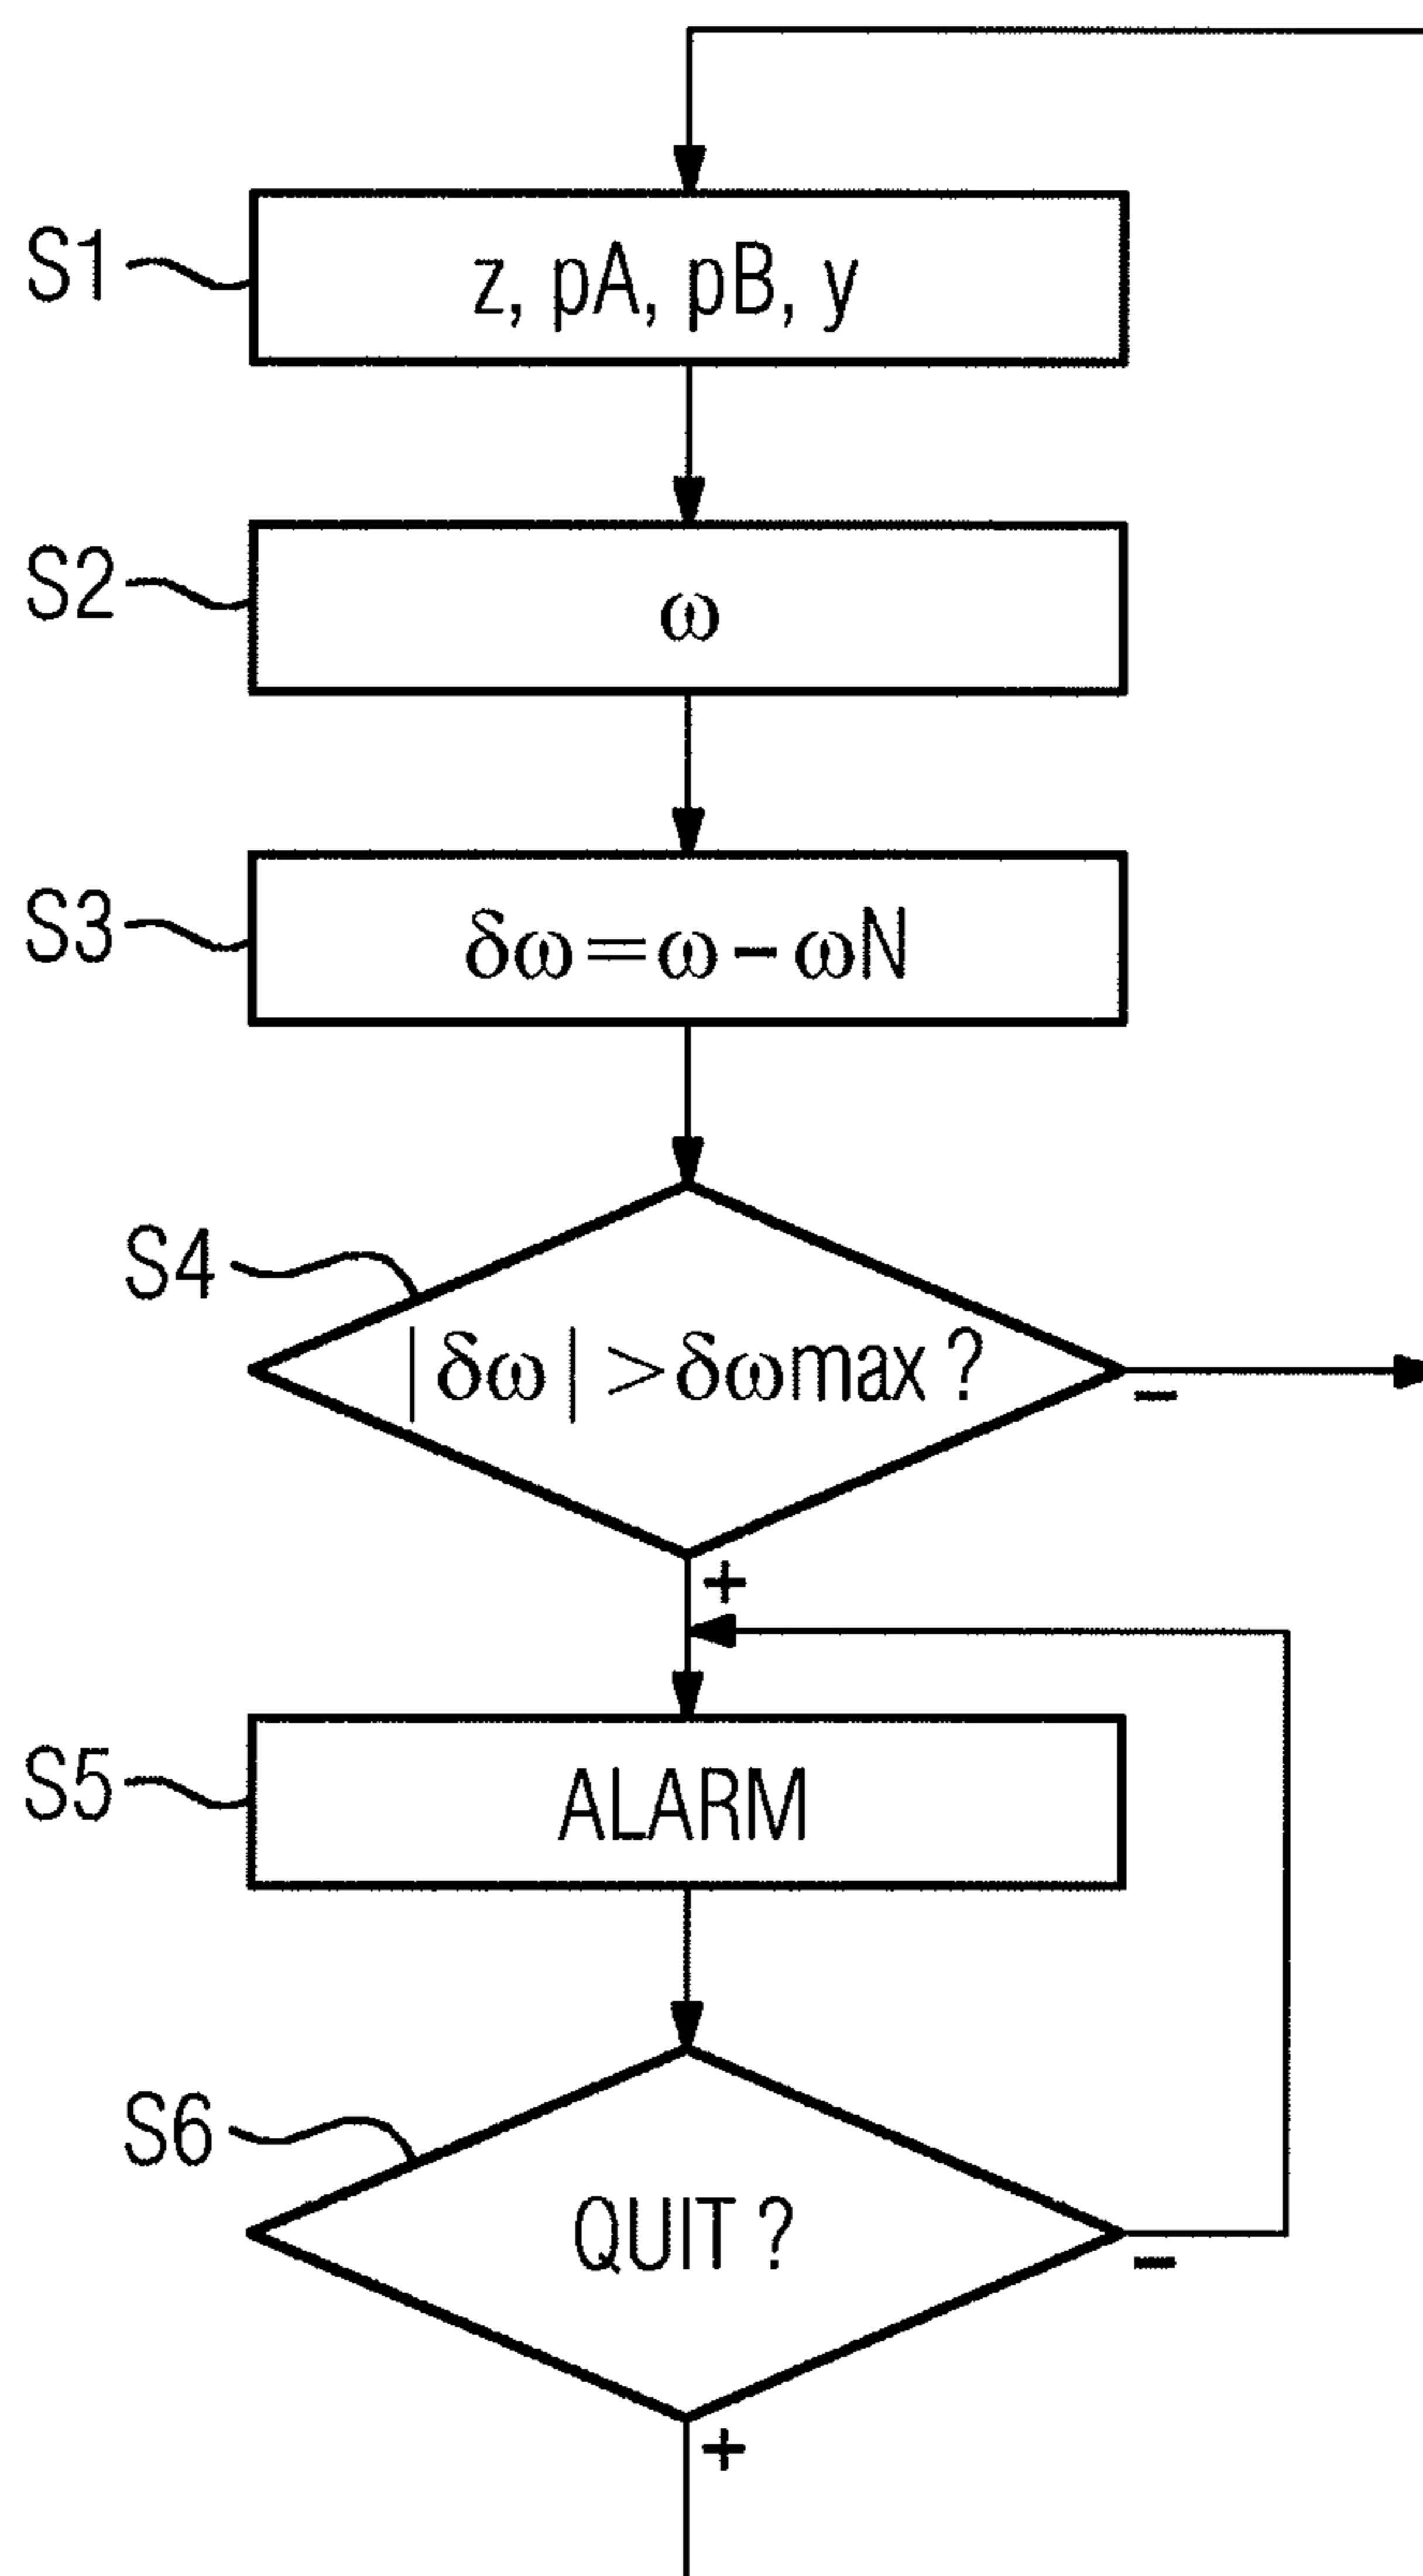 S1
z, pA, pB, y
S2
ω
S3
δω=ω-ωN
S4
|δω|>δωmax ?
-
+
S5
ALARM
S6
QUIT ?
-
+